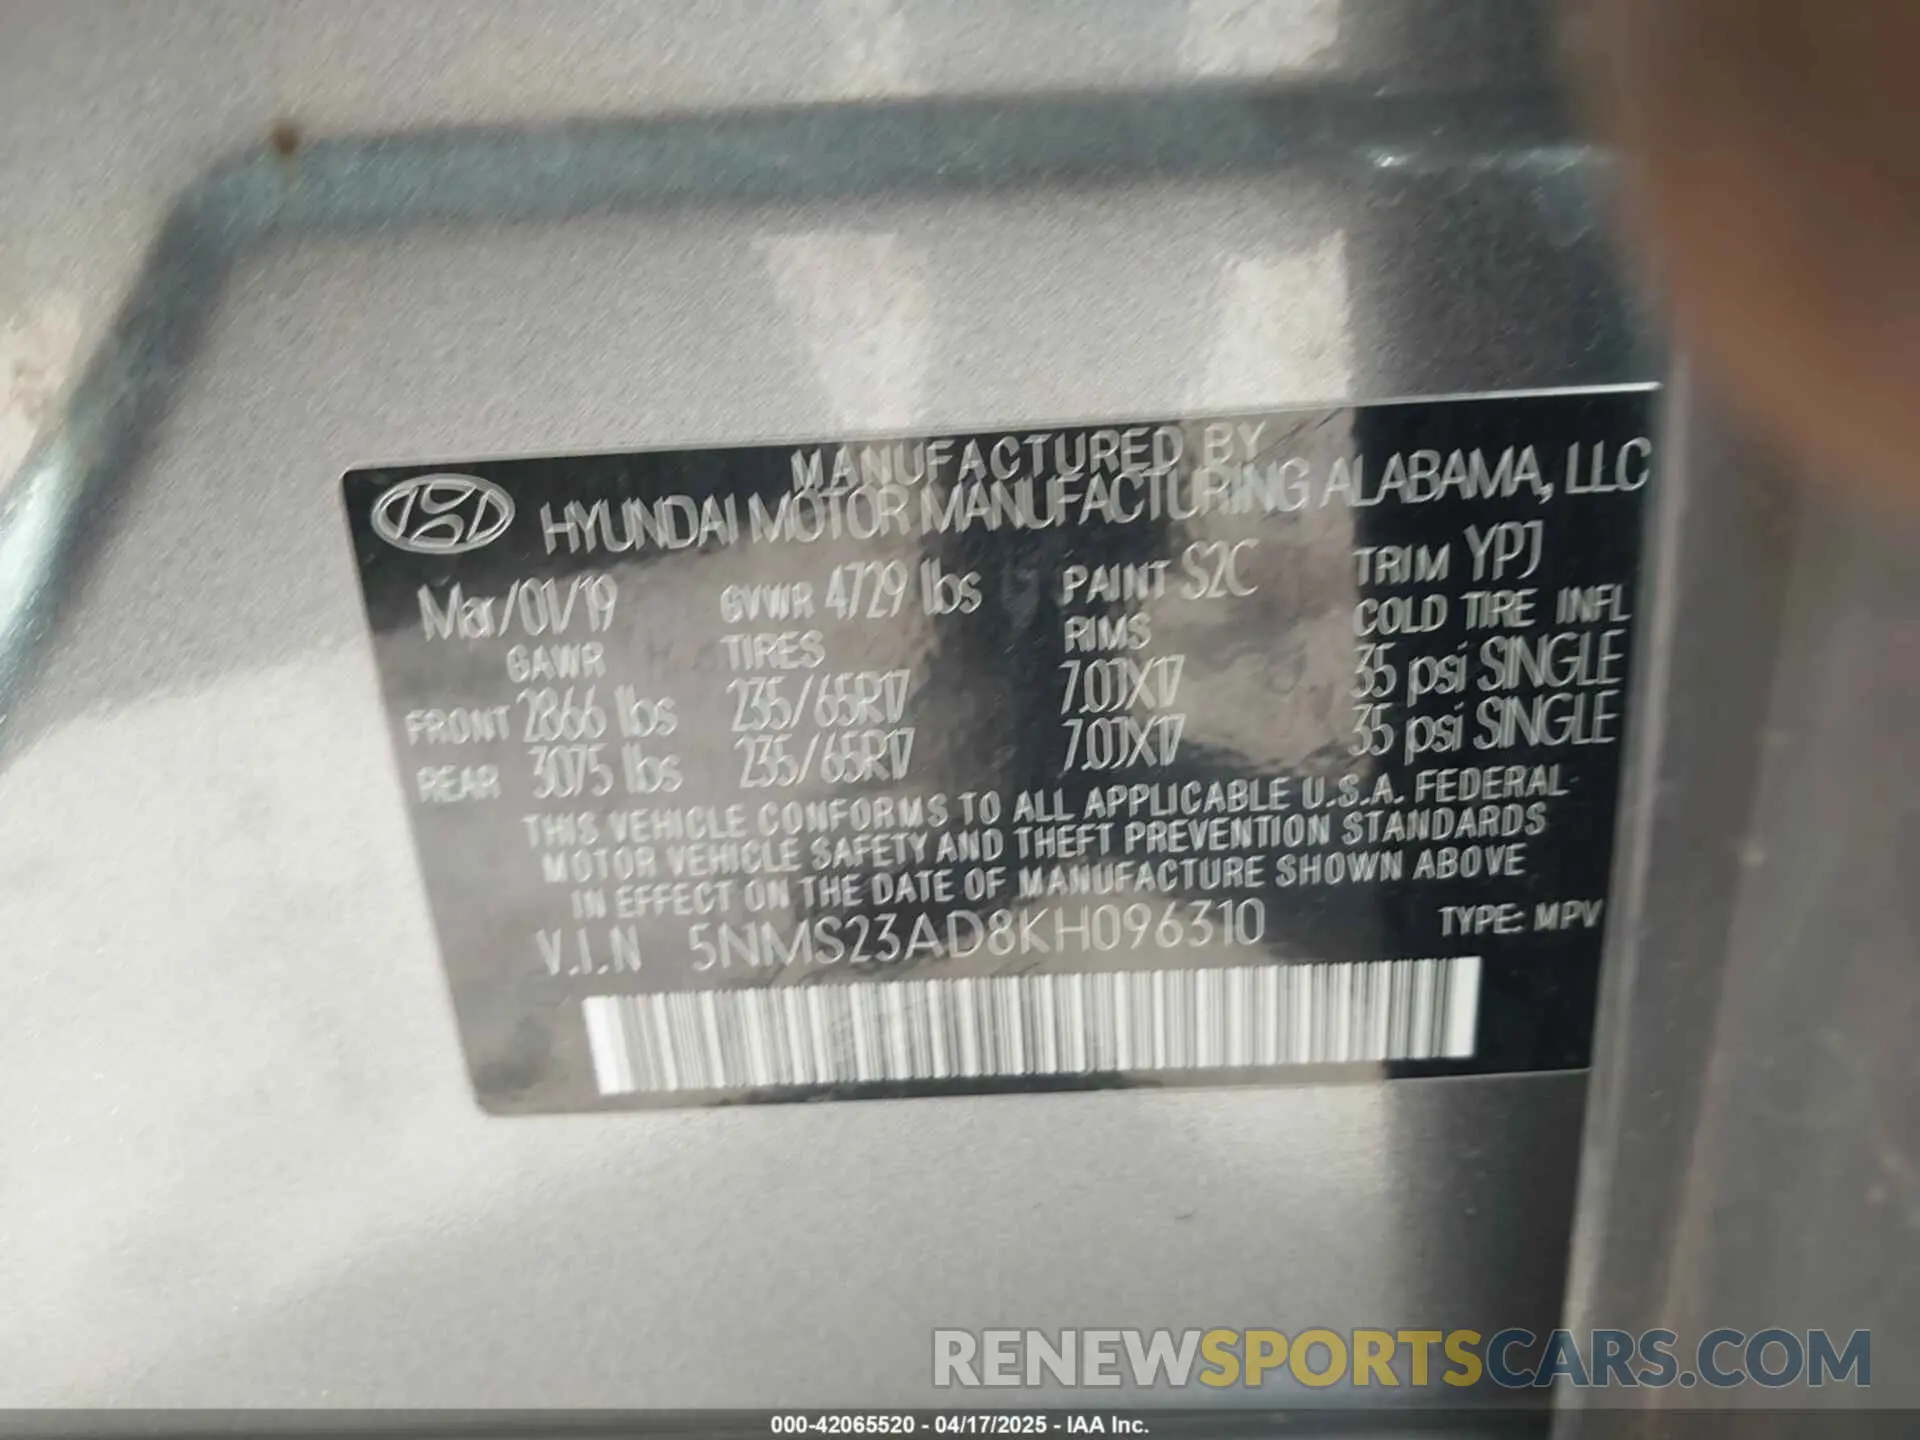 MANUFACTURED BY
HYUNDAI MOTOR MANUFACTURING ALABAMA, LLC
Mar/01/19 GVWR 4729 lbs PAINT S2C TRIM YPJ
GAWR TIRES RIMS COLD TIRE INFL
FRONT 2866 lbs 235/65R17 7.0JX17 35 psi SINGLE
REAR 3075 lbs 235/65R17 7.0JX17 35 psi SINGLE
THIS VEHICLE CONFORMS TO ALL APPLICABLE U.S.A. FEDERAL
MOTOR VEHICLE SAFETY AND THEFT PREVENTION STANDARDS
IN EFFECT ON THE DATE OF MANUFACTURE SHOWN ABOVE
V.I.N 5NMS23AD8KH096310 TYPE: MPV
RENEWSPORTSCARS.COM
000-42065520 - 04/17/2025 - IAA Inc.